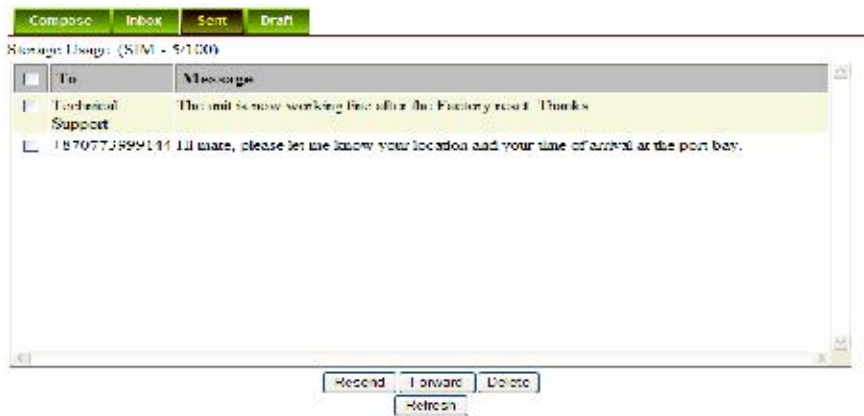 Compose Inbox Sent Draft
Storage Usage: (SIM - 5/100)
To Message
Technical The unit is now working fine after the Factory reset. Thanks
Support
+870773999144 Hi mate, please let me know your location and your time of arrival at the port bay.
Resend Forward Delete
Refresh